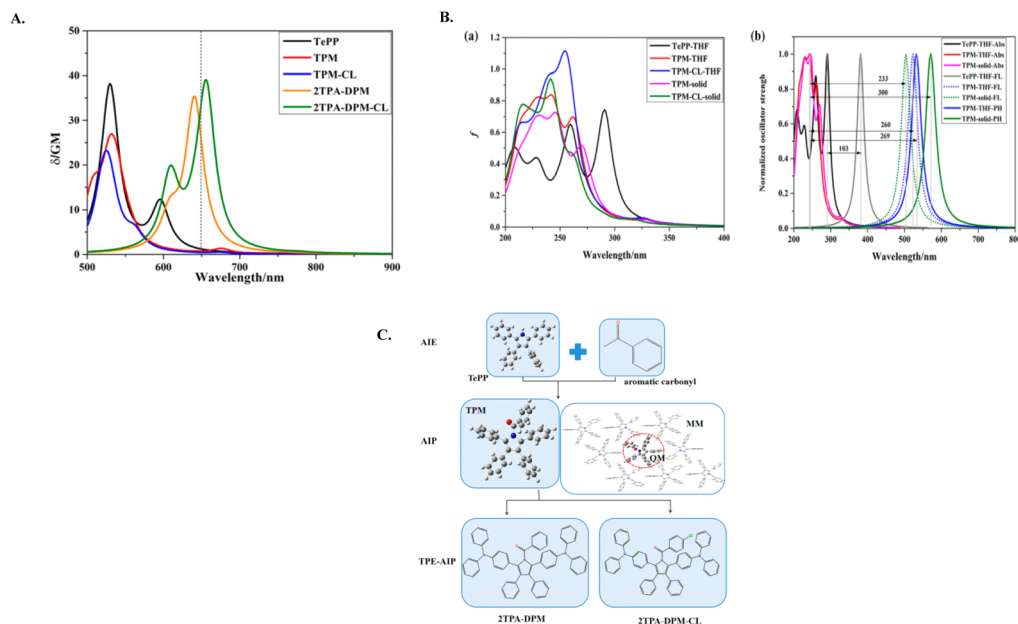 A.
50
40
30
20
10
0
δ/GM
500
600
700
800
900
Wavelength/nm
TePP
TPM
TPM-CL
2TPA-DPM
2TPA-DPM-CL
B.
(a)
1.2
1.0
0.8
0.6
0.4
0.2
0.0
f
200
250
300
350
400
Wavelength/nm
TePP-THF
TPM-THF
TPM-CL-THF
TPM-solid
TPM-CL-solid
(b)
1.0
0.8
0.6
0.4
0.2
0.0
Normalized oscillator strengh
200
300
400
500
600
700
800
Wavelength/nm
233
300
260
269
103
TePP-THF-Abs
TPM-THF-Abs
TPM-solid-Abs
TePP-THF-FL
TPM-THF-FL
TPM-solid-FL
TPM-THF-PH
TPM-solid-PH
C.
AIE
TePP
aromatic carbonyl
AIP
TPM
MM
QM
TPE-AIP
2TPA-DPM
2TPA-DPM-CL